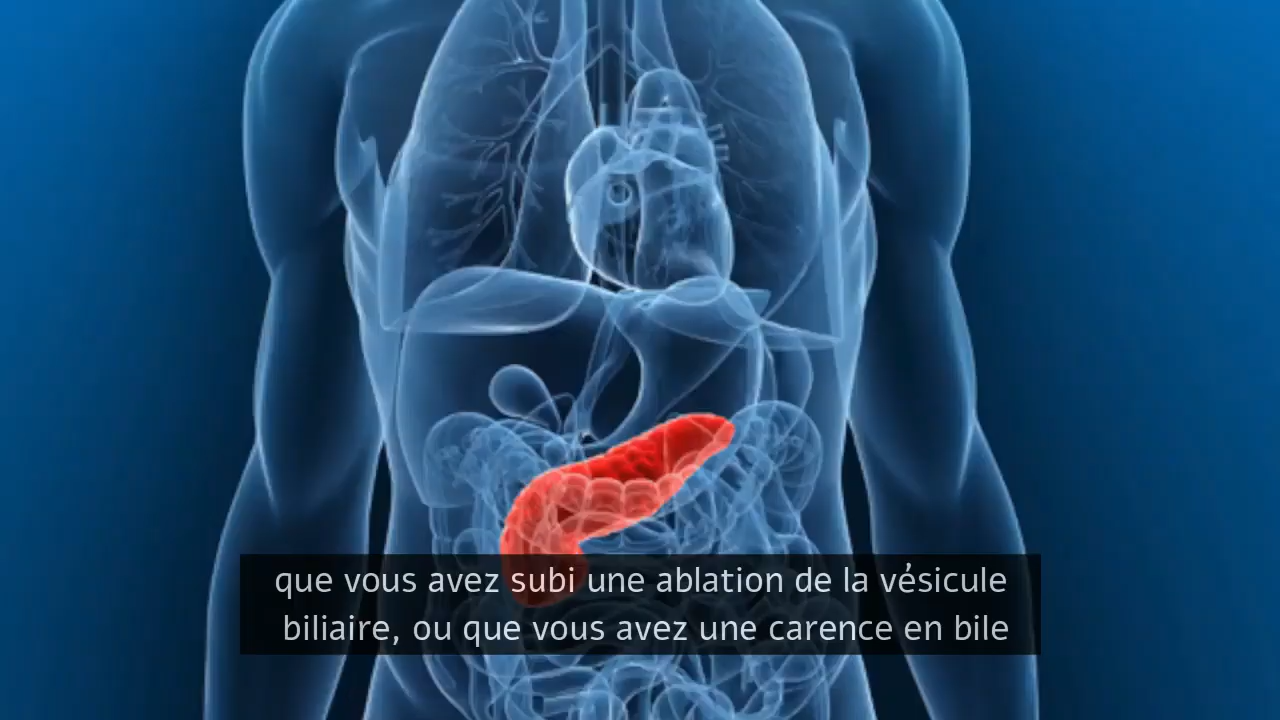 que vous avez subi une ablation de la vésicule
biliaire, ou que vous avez une carence en bile